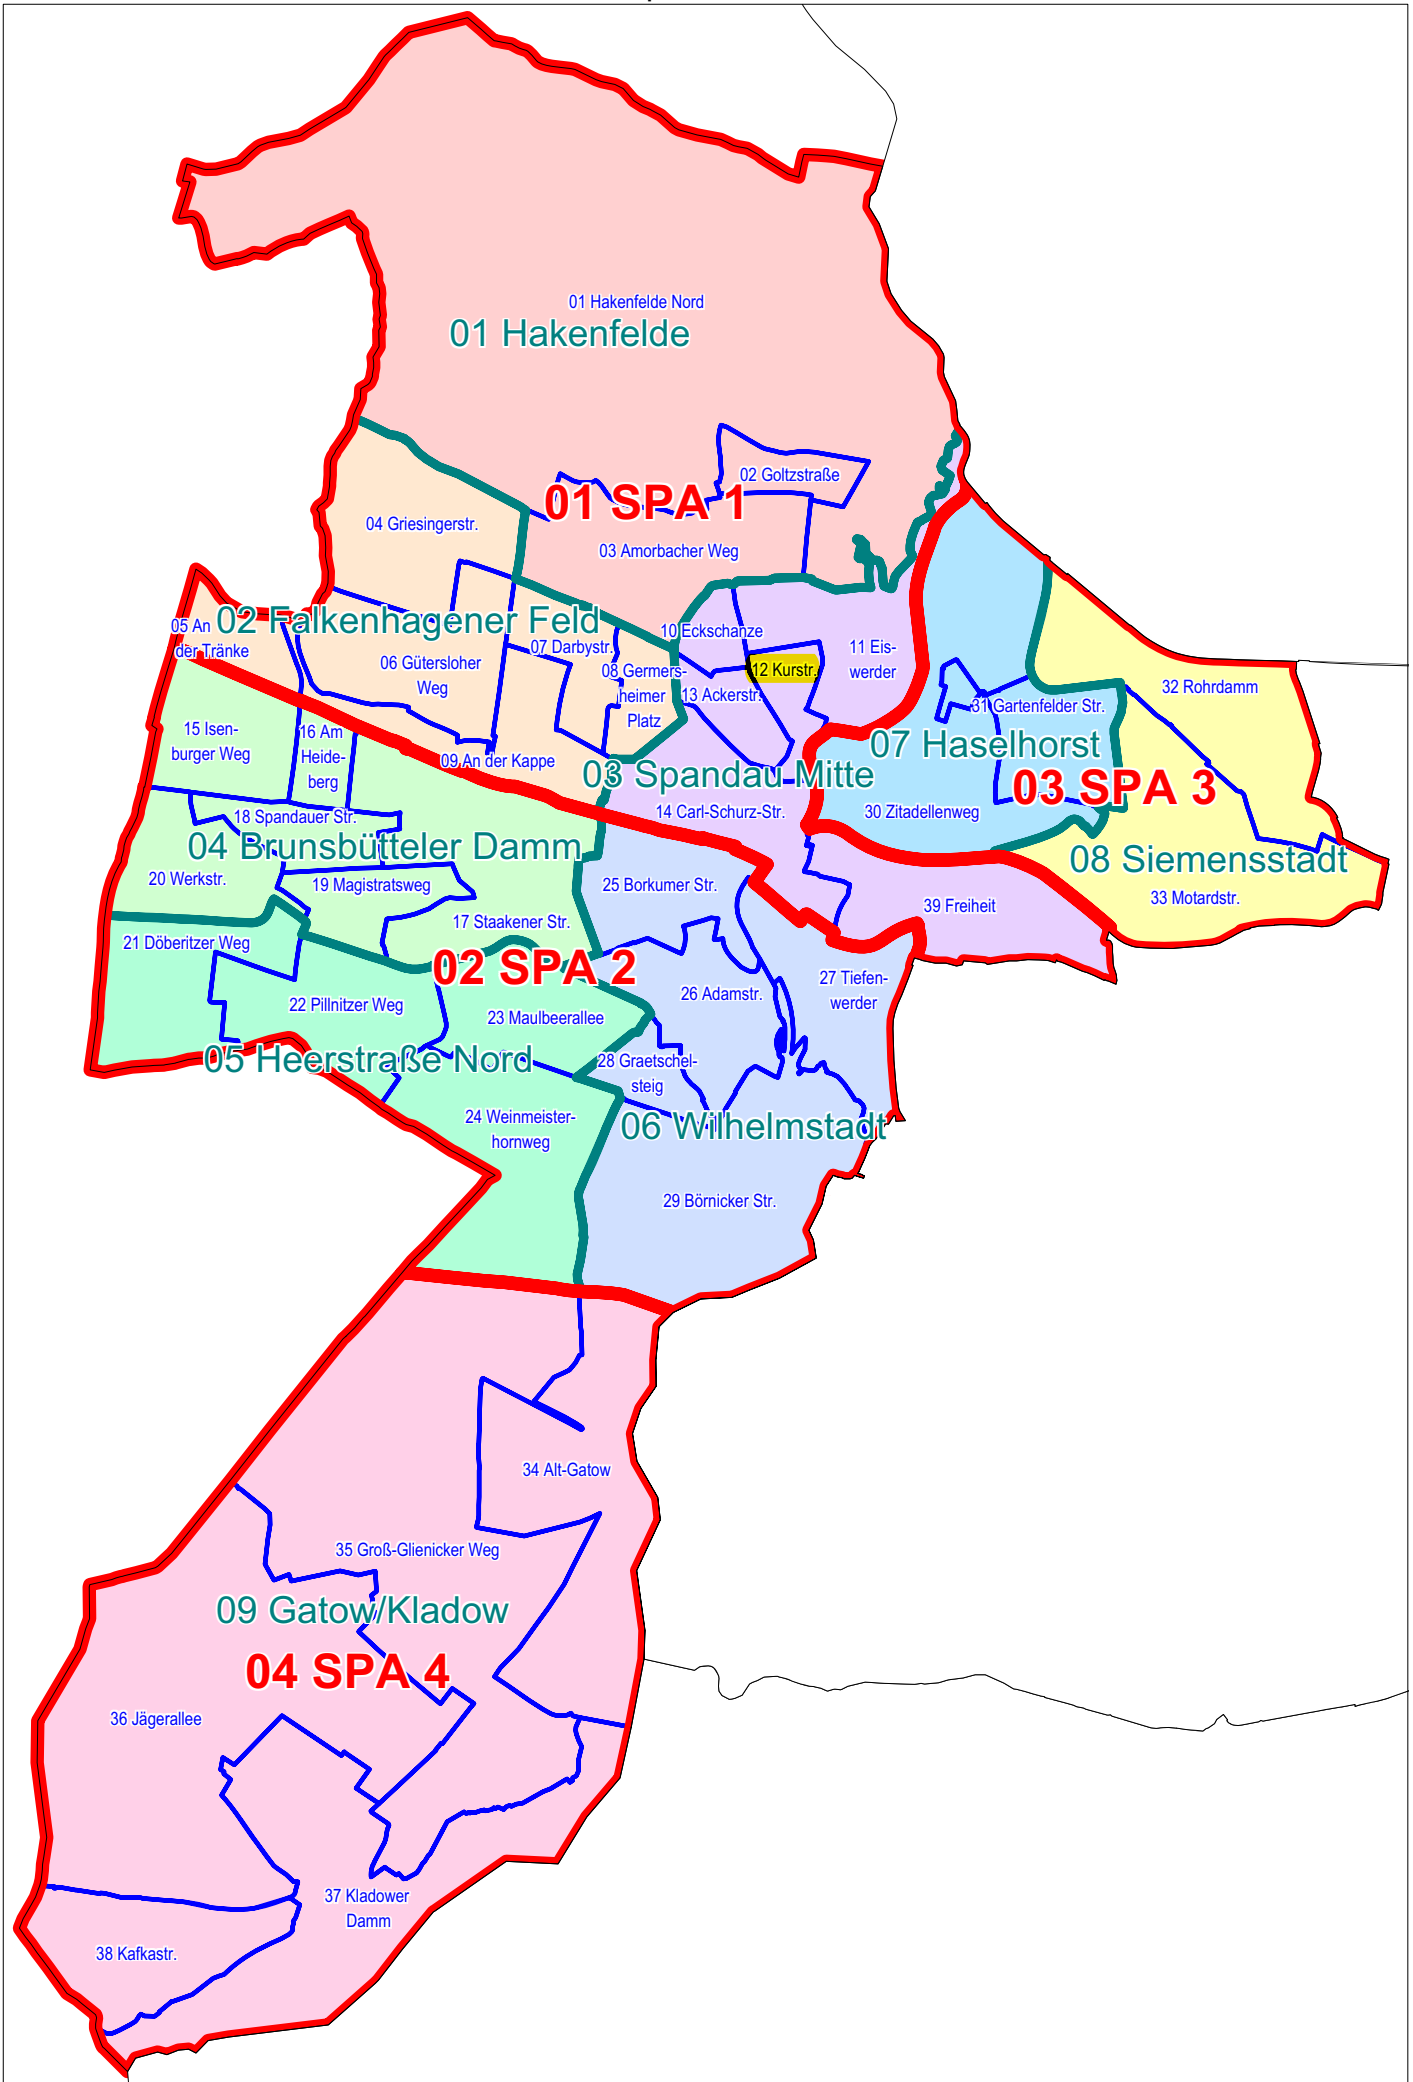 01 Hakenfelde Nord
01 Hakenfelde
02 Goltzstraße
01 SPA 1
04 Griesingerstr.
03 Amorbacher Weg
02 Falkenhagener Feld
05 An
der Tränke
10 Eckschanze
07 Darbystr.
11 Eis-
werder
06 Gütersloher
Weg
08 Germers-
heimer
Platz
12 Kurstr.
13 Ackerstr.
32 Rohrdamm
31 Gartenfelder Str.
15 Isen-
burger Weg
16 Am
Heide-
berg
07 Haselhorst
09 An der Kappe
03 Spandau Mitte
03 SPA 3
14 Carl-Schurz-Str.
30 Zitadellenweg
18 Spandauer Str.
04 Brunsbütteler Damm
08 Siemensstadt
20 Werkstr.
19 Magistratsweg
25 Borkumer Str.
33 Motardstr.
39 Freiheit
17 Staakener Str.
21 Döberitzer Weg
02 SPA 2
27 Tiefen-
werder
26 Adamstr.
22 Pillnitzer Weg
23 Maulbeerallee
05 Heerstraße Nord
28 Graetschel-
steig
24 Weinmeister-
hornweg
06 Wilhelmstadt
29 Börnicker Str.
34 Alt-Gatow
35 Groß-Glienicker Weg
09 Gatow/Kladow
04 SPA 4
36 Jägerallee
37 Kladower
Damm
38 Kafkastr.